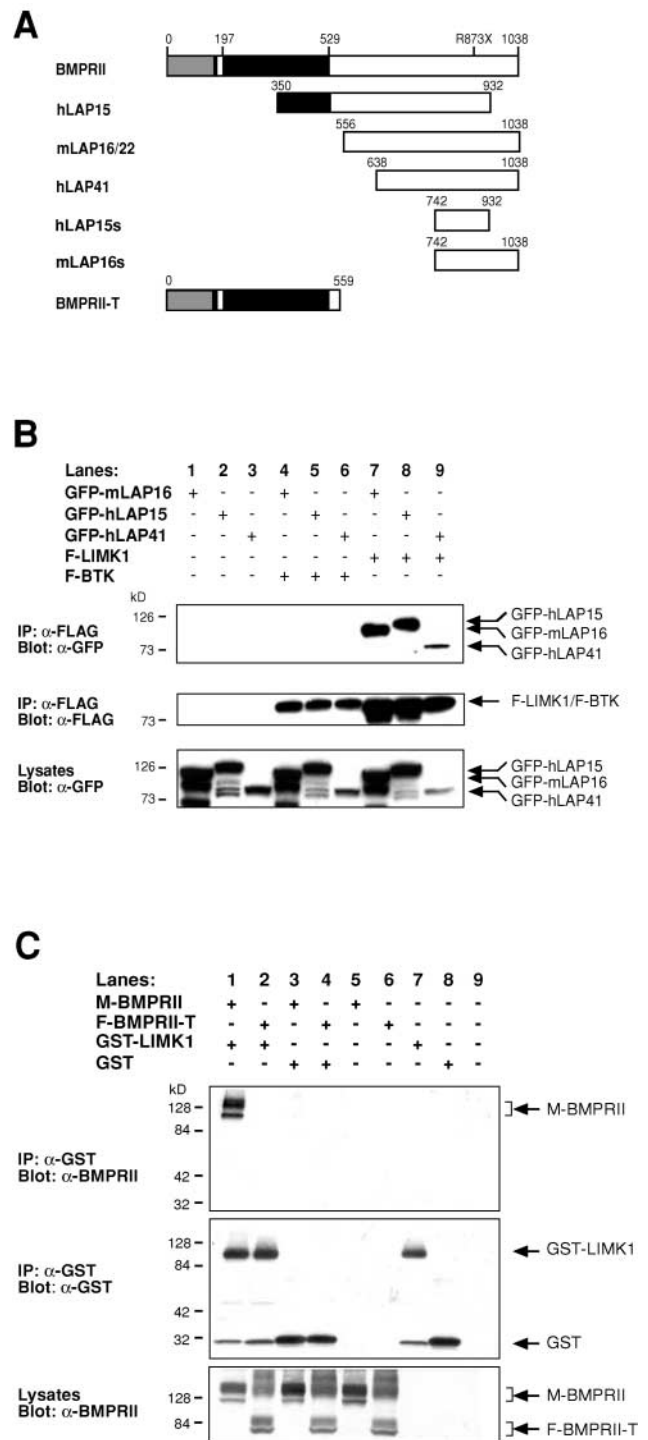 A
0 197 529 R873X 1038
BMPRII
350 932
hLAP15
556 1038
mLAP16/22
638 1038
hLAP41
742 932
hLAP15s
742 1038
mLAP16s
0 559
BMPRII-T
B
Lanes: 1 2 3 4 5 6 7 8 9
GFP-mLAP16 + - - + - - + - -
GFP-hLAP15 - + - - + - - + -
GFP-hLAP41 - - + - - + - - +
F-LIMK1 - - - - - - + + +
F-BTK - - - + + + - - -
kD
126
73
IP: α-FLAG
Blot: α-GFP
GFP-hLAP15
GFP-mLAP16
GFP-hLAP41
IP: α-FLAG
Blot: α-FLAG
73
F-LIMK1/F-BTK
Lysates
Blot: α-GFP
126
73
GFP-hLAP15
GFP-mLAP16
GFP-hLAP41
C
Lanes: 1 2 3 4 5 6 7 8 9
M-BMPRII + - + - + - - - -
F-BMPRII-T - + - + - + - - -
GST-LIMK1 + + - - - - + - -
GST - - + + - - - + -
kD
128
84
42
32
IP: α-GST
Blot: α-BMPRII
M-BMPRII
128
84
42
32
IP: α-GST
Blot: α-GST
GST-LIMK1
GST
Lysates
Blot: α-BMPRII
128
84
M-BMPRII
F-BMPRII-T